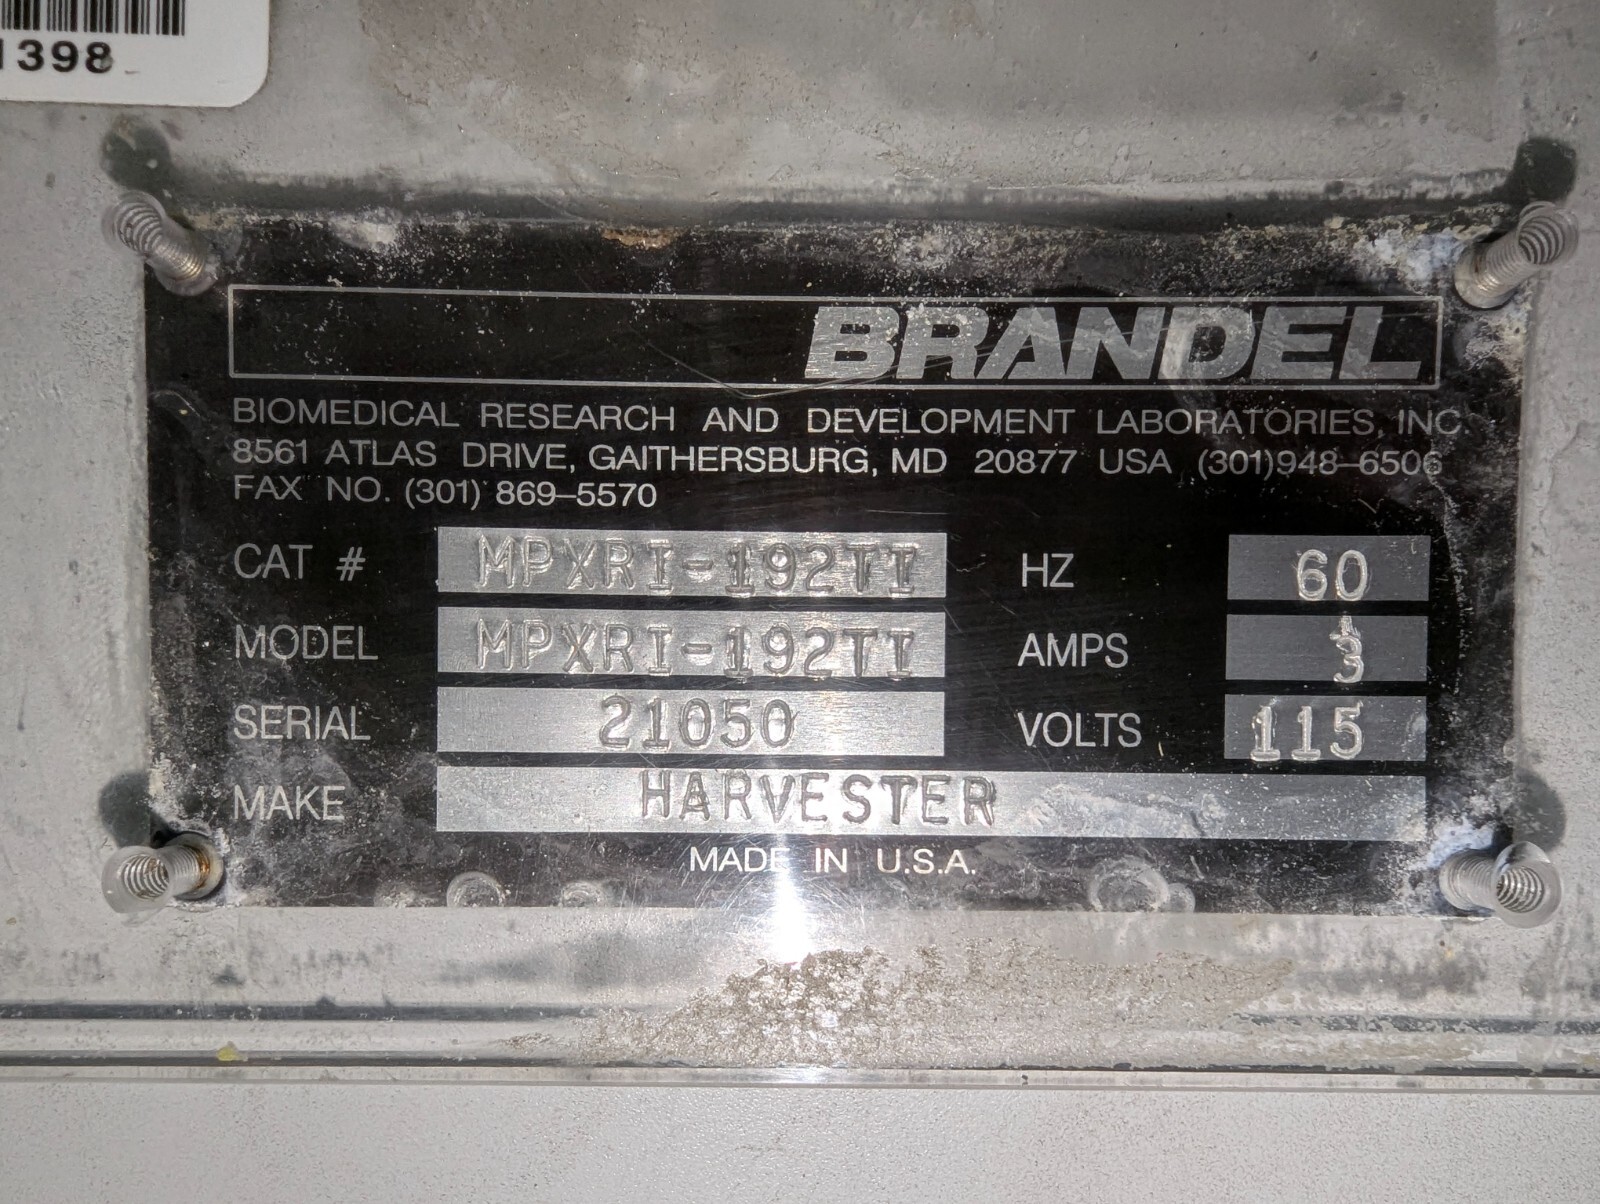 1398
BRANDEL
BIOMEDICAL RESEARCH AND DEVELOPMENT LABORATORIES, INC
8561 ATLAS DRIVE, GAITHERSBURG, MD 20877 USA (301)948-6506
FAX NO. (301) 869-5570
CAT # MPXRI-192TI HZ 60
MODEL MPXRI-192TI AMPS 3
SERIAL 21050 VOLTS 115
MAKE HARVESTER
MADE IN U.S.A.